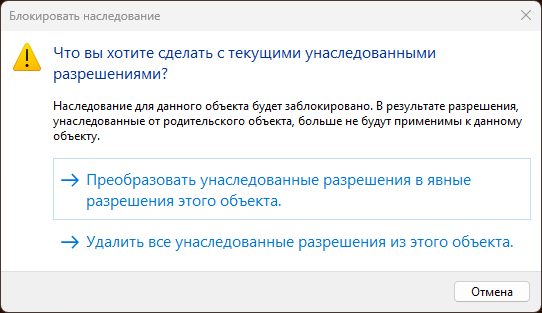 Блокировать наследование
Что вы хотите сделать с текущими унаследованными
разрешениями?
Наследование для данного объекта будет заблокировано. В результате разрешения,
унаследованные от родительского объекта, больше не будут применимы к данному
объекту.
Преобразовать унаследованные разрешения в явные
разрешения этого объекта.
Удалить все унаследованные разрешения из этого объекта.
Отмена